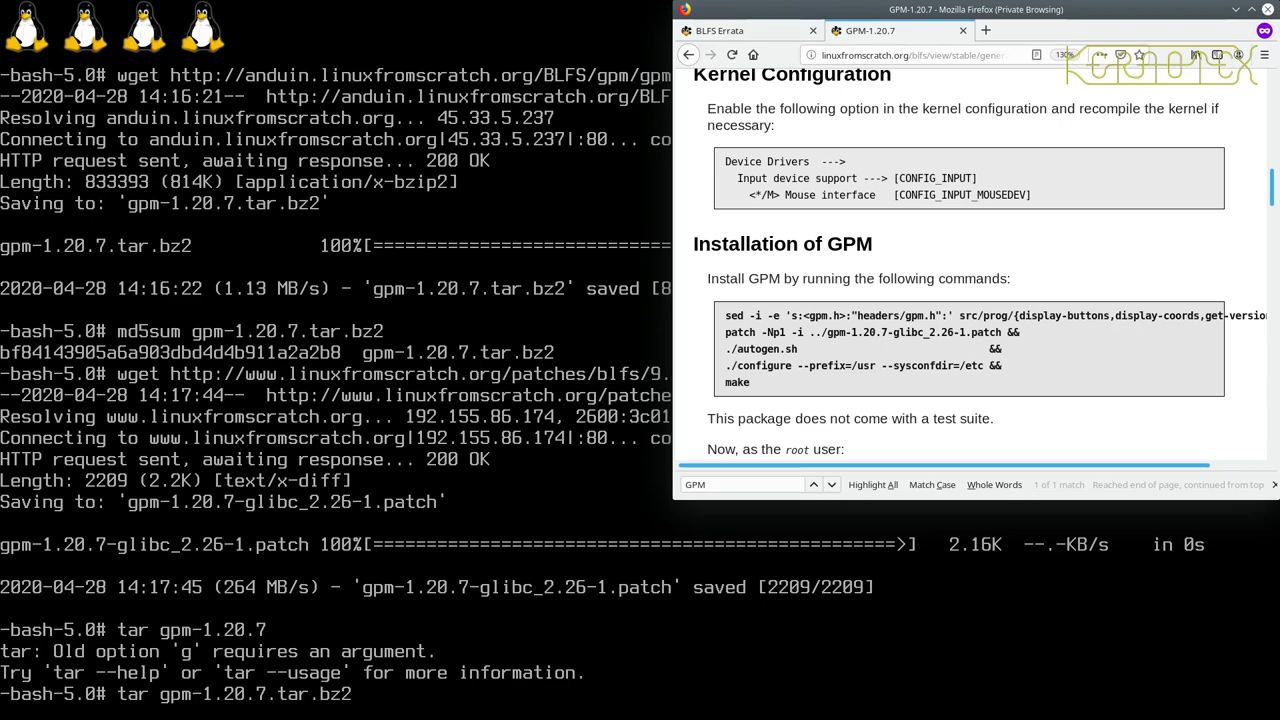 -bash-5.0# wget http://anduin.linuxfromscratch.org/BLFS/gpm/gpm
--2020-04-28 14:16:21--  http://anduin.linuxfromscratch.org/BLF
Resolving anduin.linuxfromscratch.org... 45.33.5.237
Connecting to anduin.linuxfromscratch.org|45.33.5.237|:80... co
HTTP request sent, awaiting response... 200 OK
Length: 833393 (814K) [application/x-bzip2]
Saving to: 'gpm-1.20.7.tar.bz2'
gpm-1.20.7.tar.bz2            100%[============================
2020-04-28 14:16:22 (1.13 MB/s) - 'gpm-1.20.7.tar.bz2' saved [8
-bash-5.0# md5sum gpm-1.20.7.tar.bz2
bf84143905a6a903dbd4d4b911a2a2b8  gpm-1.20.7.tar.bz2
-bash-5.0# wget http://www.linuxfromscratch.org/patches/blfs/9.
--2020-04-28 14:17:44--  http://www.linuxfromscratch.org/patche
Resolving www.linuxfromscratch.org... 192.155.86.174, 2600:3c01
Connecting to www.linuxfromscratch.org|192.155.86.174|:80... co
HTTP request sent, awaiting response... 200 OK
Length: 2209 (2.2K) [text/x-diff]
Saving to: 'gpm-1.20.7-glibc_2.26-1.patch'
gpm-1.20.7-glibc_2.26-1.patch 100%[=============================================>]   2.16K  --.-KB/s    in 0s
2020-04-28 14:17:45 (264 MB/s) - 'gpm-1.20.7-glibc_2.26-1.patch' saved [2209/2209]
-bash-5.0# tar gpm-1.20.7
tar: Old option 'g' requires an argument.
Try 'tar --help' or 'tar --usage' for more information.
-bash-5.0# tar gpm-1.20.7.tar.bz2
GPM-1.20.7 - Mozilla Firefox (Private Browsing)
BLFS Errata
GPM-1.20.7
linuxfromscratch.org/blfs/view/stable/gene
130%
KERNOTEX
Kernel Configuration
Enable the following option in the kernel configuration and recompile the kernel if
necessary:
Device Drivers  --->
Input device support ---> [CONFIG_INPUT]
<*/M> Mouse interface   [CONFIG_INPUT_MOUSEDEV]
Installation of GPM
Install GPM by running the following commands:
sed -i -e 's:<gpm.h>:"headers/gpm.h":' src/prog/{display-buttons,display-coords,get-version
patch -Np1 -i ../gpm-1.20.7-glibc_2.26-1.patch &&
./autogen.sh                                &&
./configure --prefix=/usr --sysconfdir=/etc &&
make
This package does not come with a test suite.
Now, as the root user:
GPM
Highlight All
Match Case
Whole Words
1 of 1 match
Reached end of page, continued from top